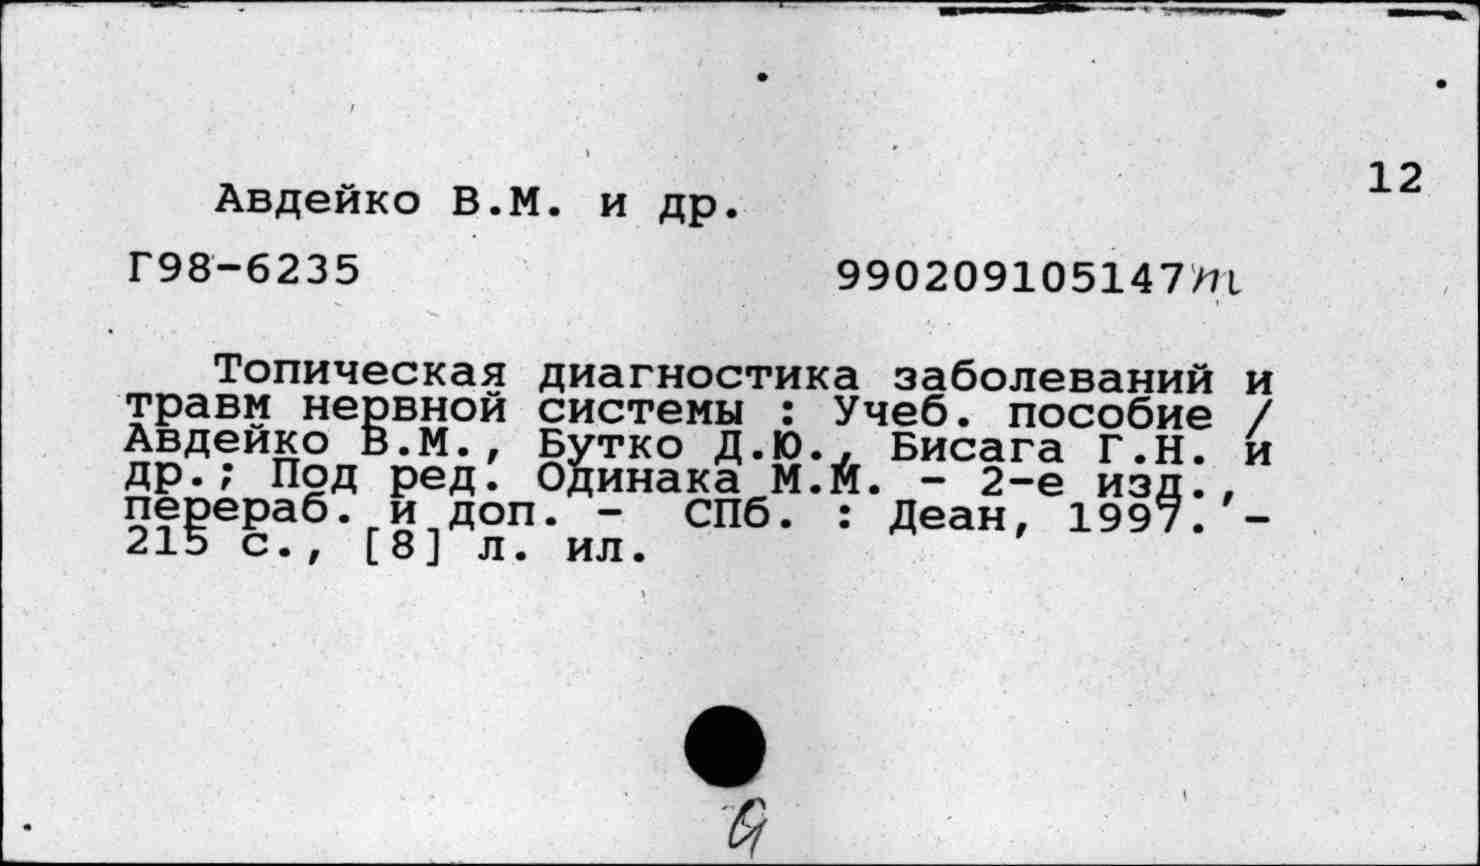 12
Авдейко В.М. и др.
Г98-6235 990209105147
Топическая диагностика заболеваний и
травм нервной системы : Учеб. пособие /
Авдейко В.М., Бутко Д.Ю., Бисага Г.Н. и
др.; Под ред. Одинака М.М. - 2-е изд.,
перераб. и доп. - СПб. : Деан, 1997. -
215 с., [8] л. ил.